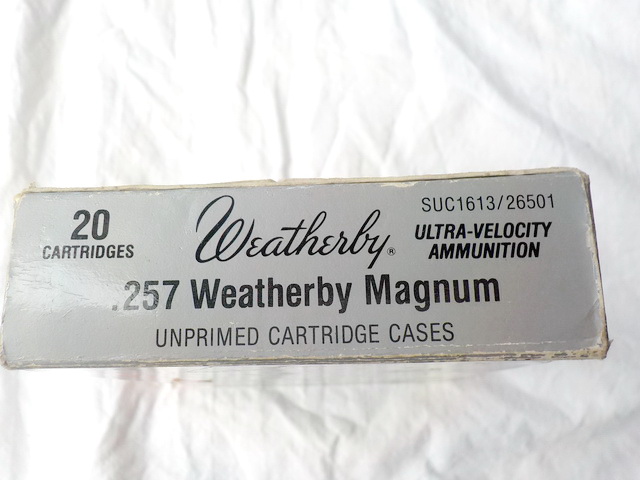 20
CARTRIDGES
Weatherby®
SUC1613/26501
ULTRA-VELOCITY
AMMUNITION
.257 Weatherby Magnum
UNPRIMED CARTRIDGE CASES